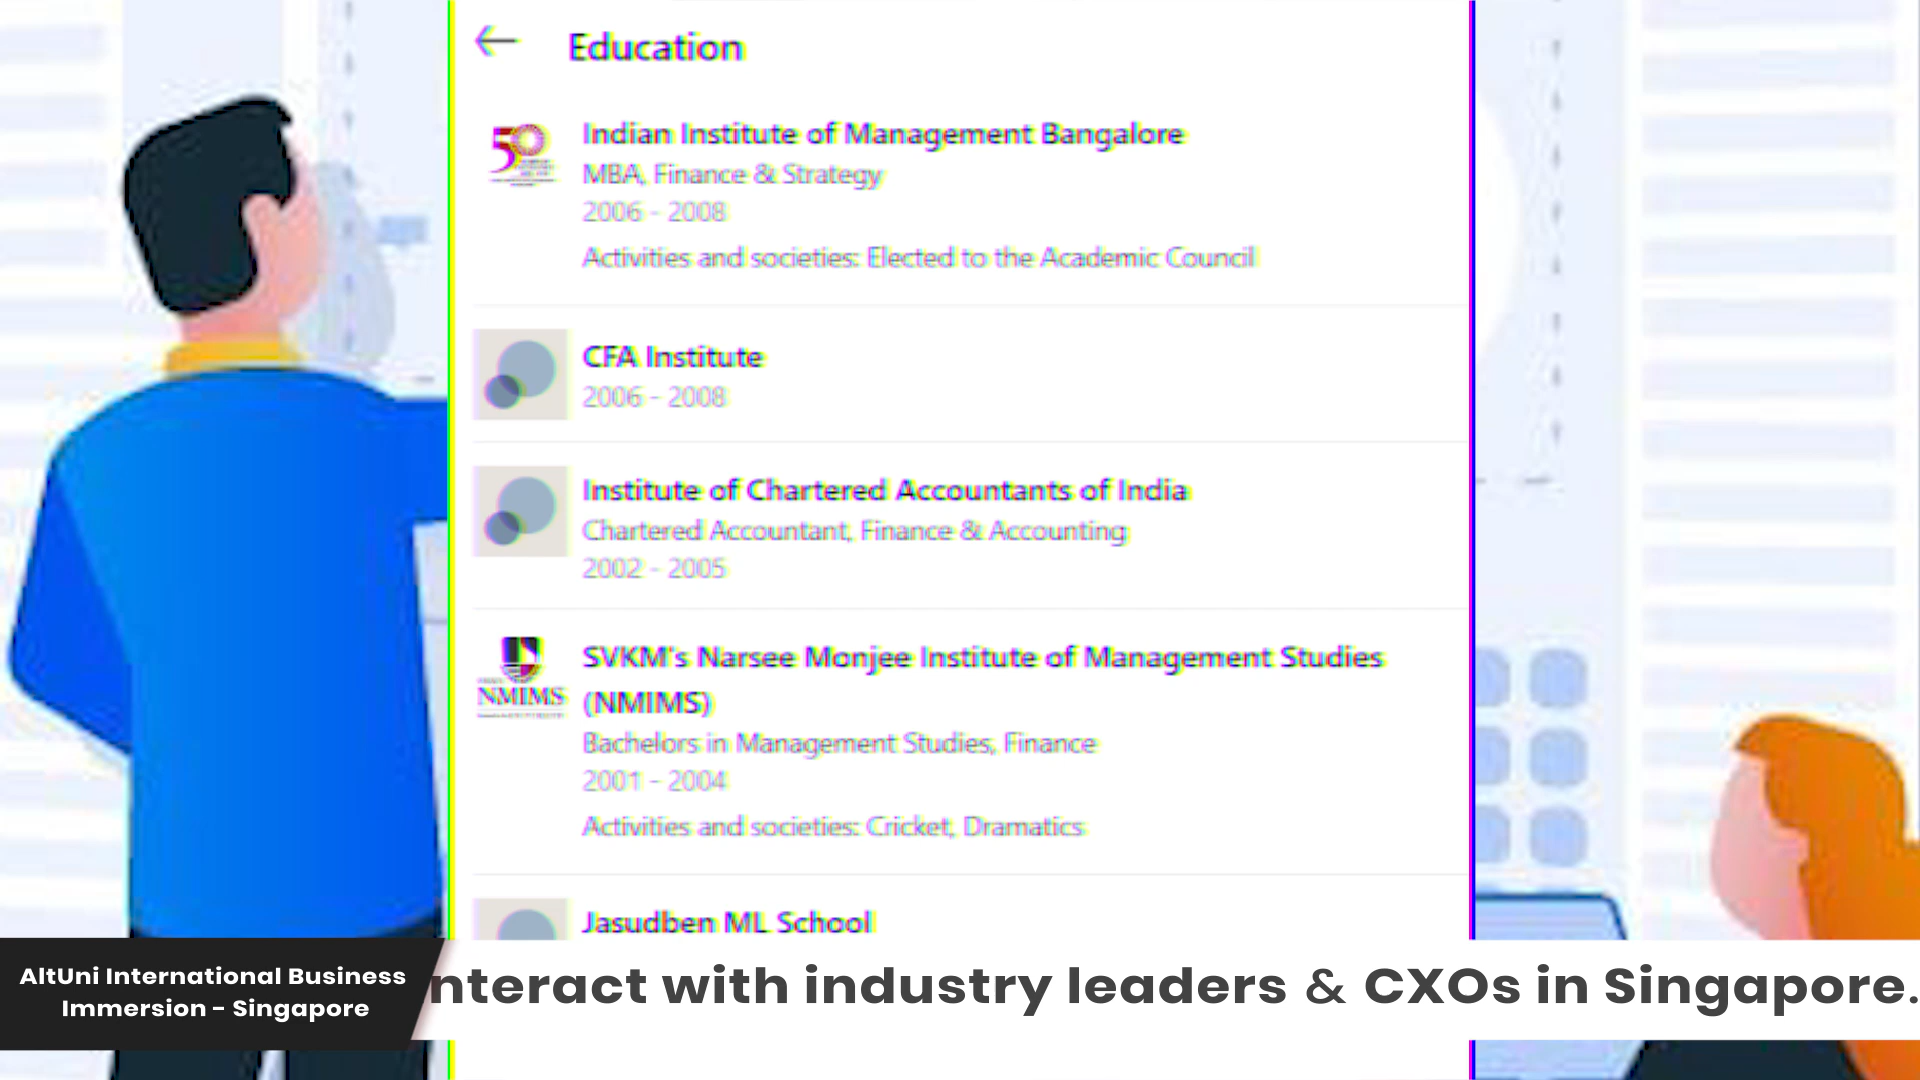 Education
50
Indian Institute of Management Bangalore
MBA, Finance & Strategy
2006 - 2008
Activities and societies: Elected to the Academic Council
CFA Institute
2006 - 2008
Institute of Chartered Accountants of India
Chartered Accountant, Finance & Accounting
2002 - 2005
NMIMS
SVKM's Narsee Monjee Institute of Management Studies
(NMIMS)
Bachelors in Management Studies, Finance
2001 - 2004
Activities and societies: Cricket, Dramatics
Jasudben ML School
AltUni International Business
Immersion - Singapore
nteract with industry leaders & CXOs in Singapore.